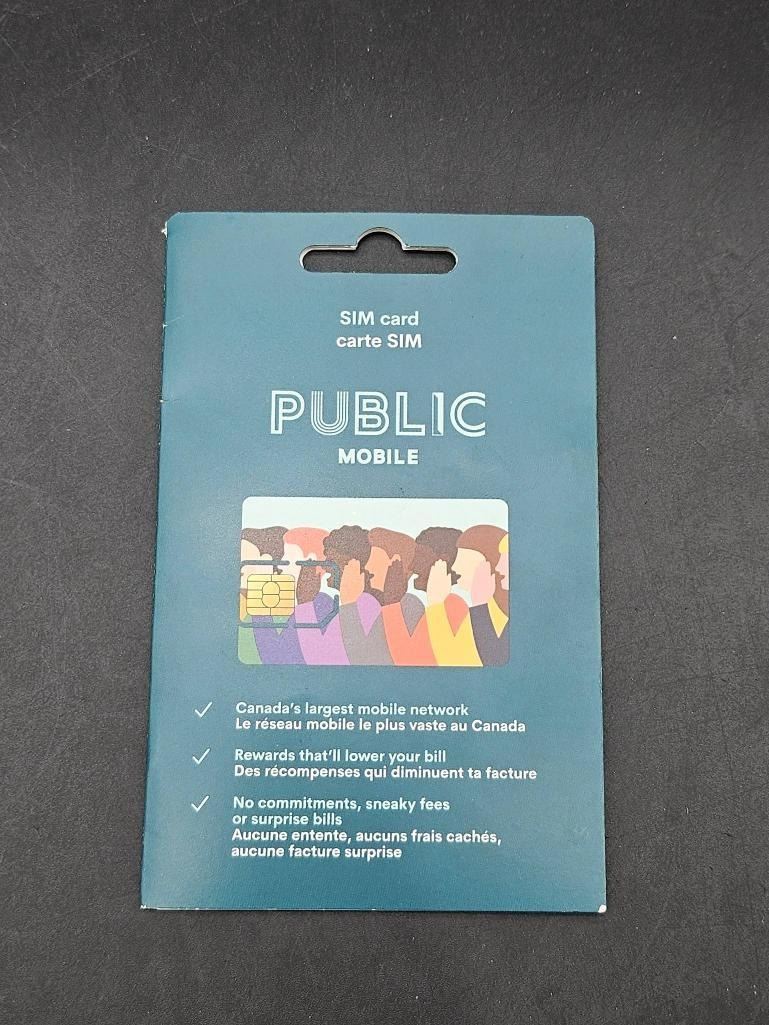 SIM card
carte SIM
PUBLIC
MOBILE
Canada's largest mobile network
Le réseau mobile le plus vaste au Canada
Rewards that'll lower your bill
Des récompenses qui diminuent ta facture
No commitments, sneaky fees
or surprise bills
Aucune entente, aucuns frais cachés,
aucune facture surprise